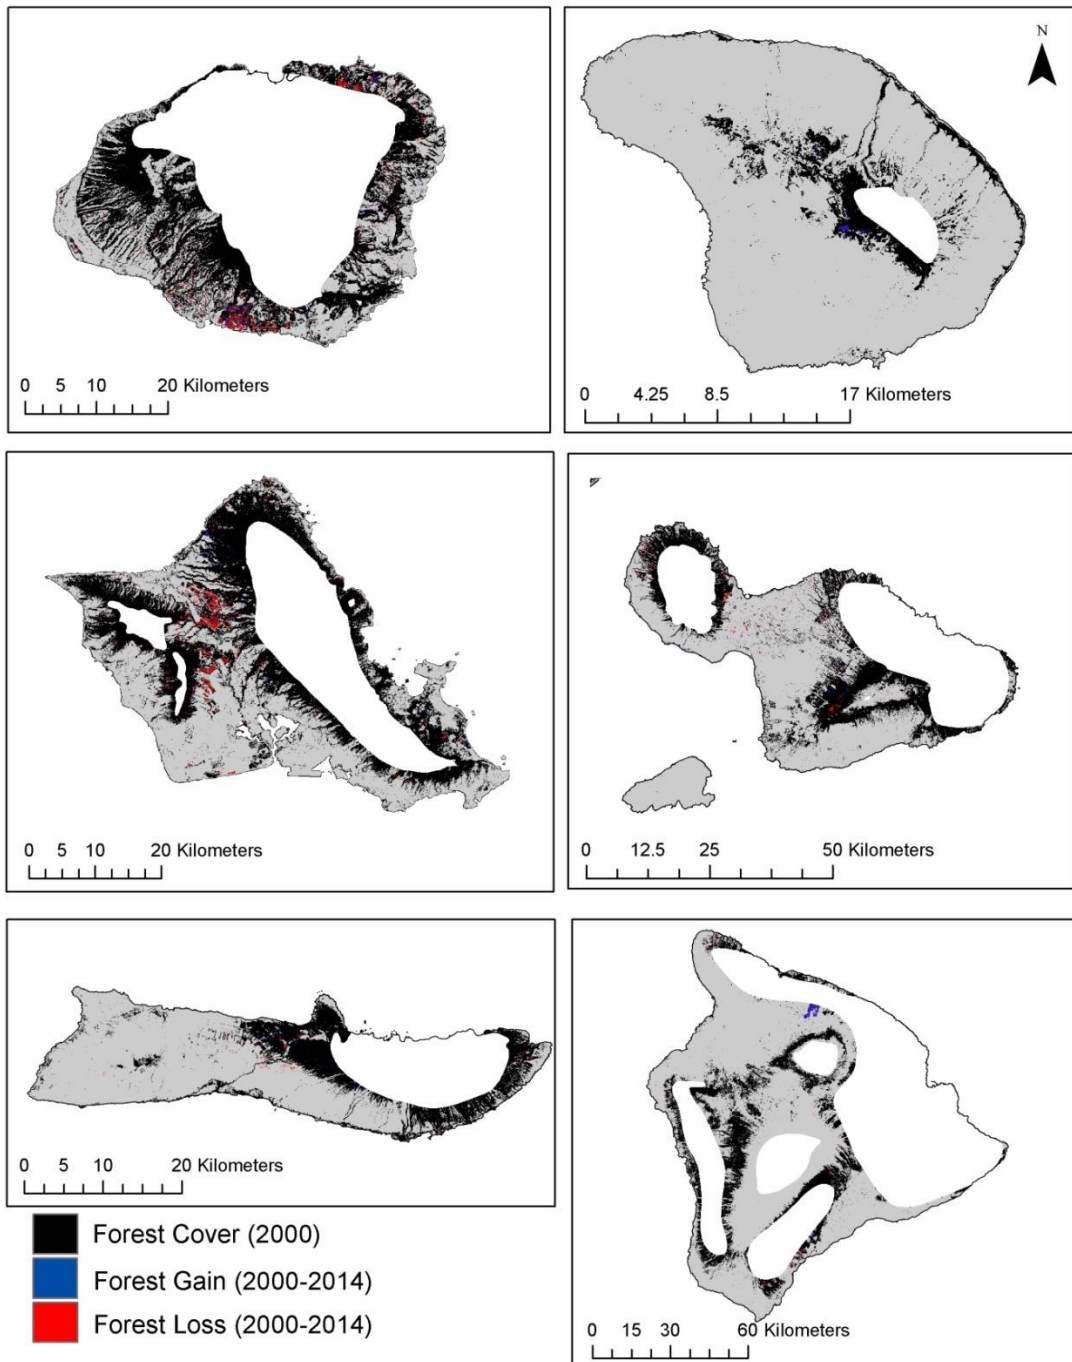 N
0 5 10 20 Kilometers
0 4.25 8.5 17 Kilometers
0 5 10 20 Kilometers
0 12.5 25 50 Kilometers
0 5 10 20 Kilometers
Forest Cover (2000)
Forest Gain (2000-2014)
Forest Loss (2000-2014)
0 15 30 60 Kilometers